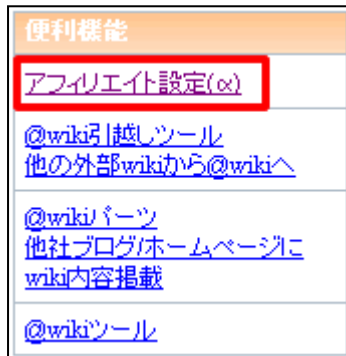 便利機能
アフィリエイト設定(α)
@wiki引越しツール
他の外部wikiから@wikiへ
@wikiパーツ
他社ブログ/ホームページに
wiki内容掲載
@wikiツール